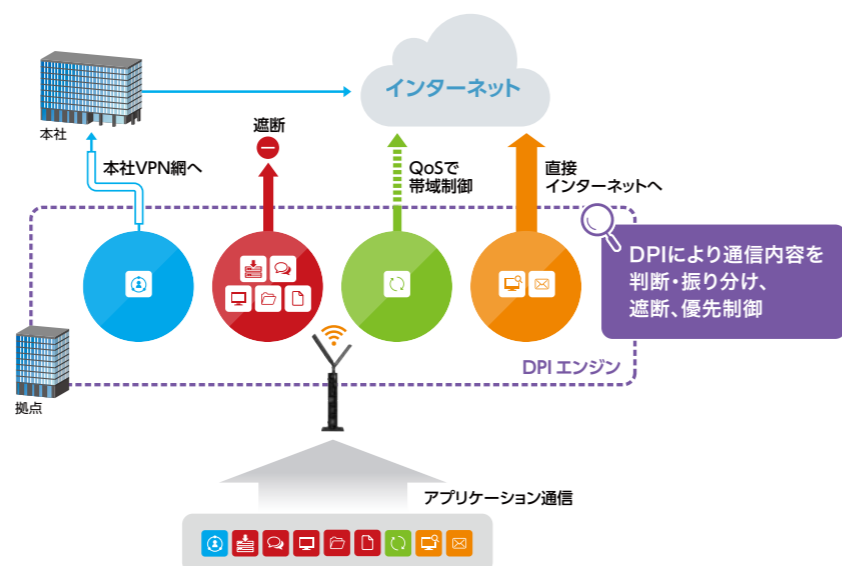 インターネット
本社
遮断
本社VPN網へ
QoSで
帯域制御
直接
インターネットへ
DPIにより通信内容を
判断・振り分け、
遮断、優先制御
DPI エンジン
拠点
アプリケーション通信